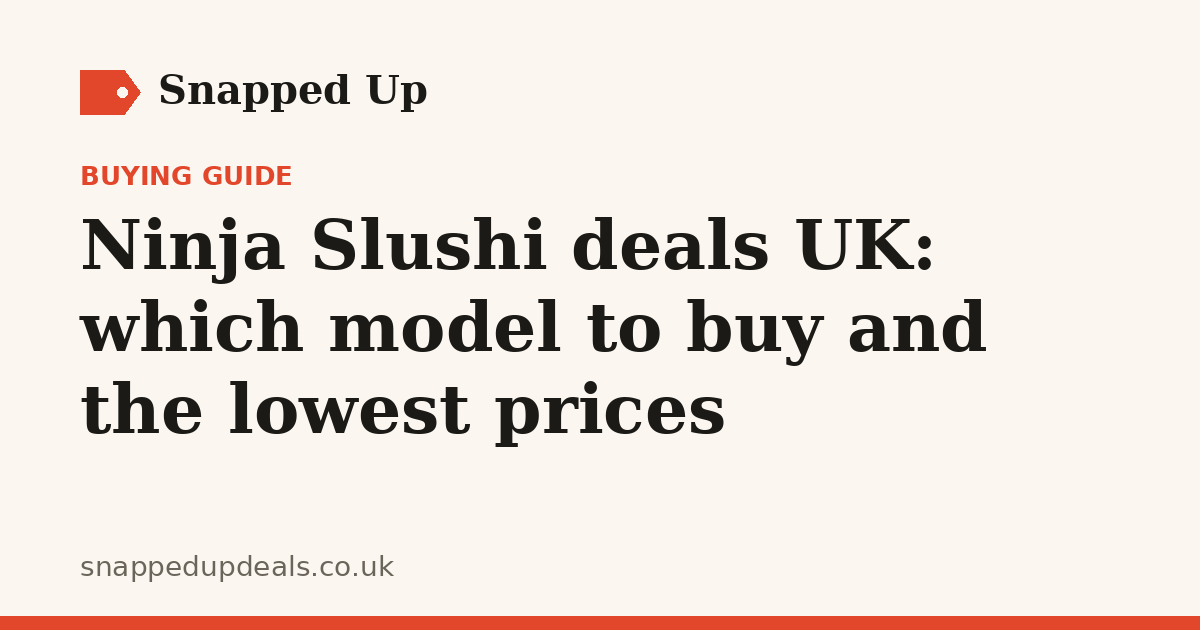 Snapped Up
BUYING GUIDE
Ninja Slushi deals UK:
which model to buy and
the lowest prices
snappedupdeals.co.uk